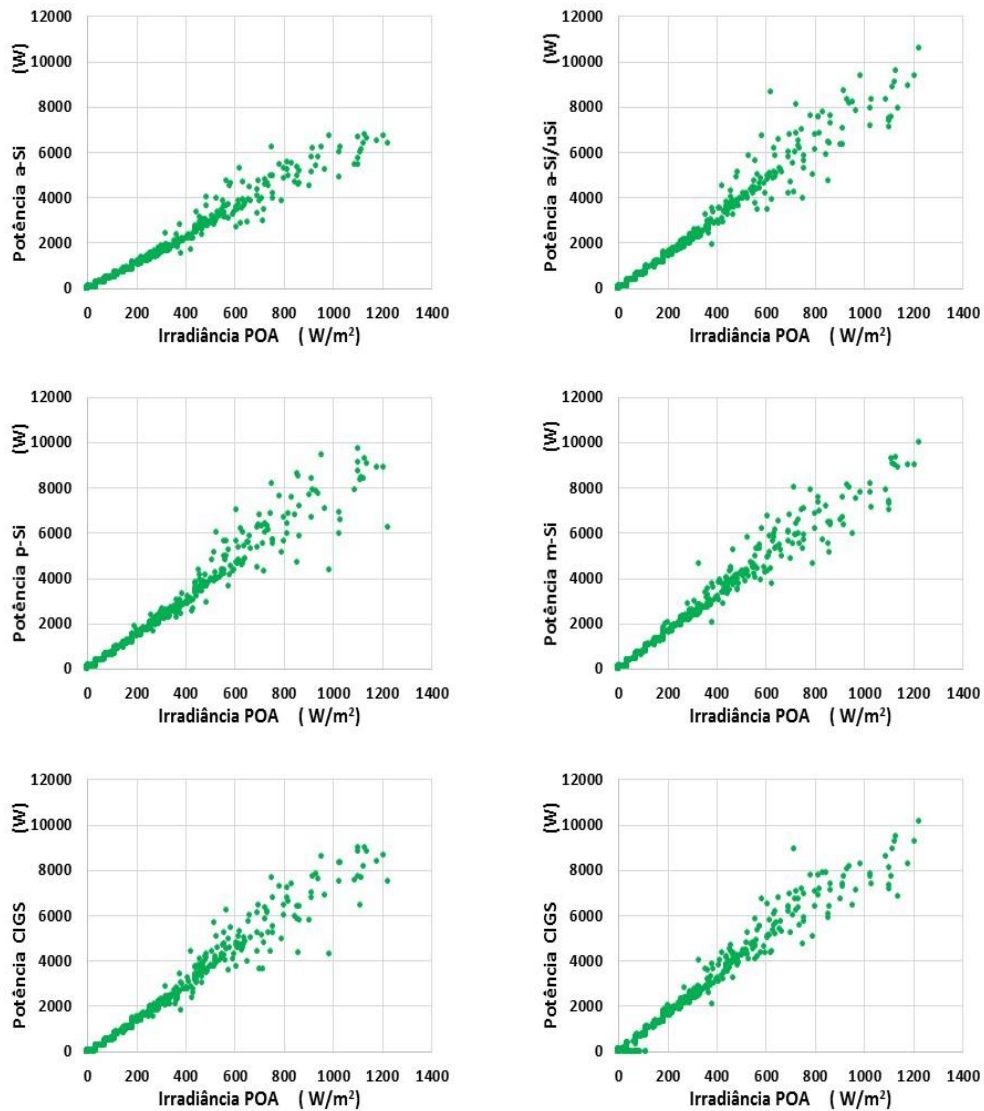 12000
10000
8000
6000
4000
2000
0
Potência a-Si (W)
0 200 400 600 800 1000 1200 1400
Irradiância POA ( W/m²)
12000
10000
8000
6000
4000
2000
0
Potência a-Si/uSi (W)
0 200 400 600 800 1000 1200 1400
Irradiância POA ( W/m²)
12000
10000
8000
6000
4000
2000
0
Potência p-Si (W)
0 200 400 600 800 1000 1200 1400
Irradiância POA ( W/m²)
12000
10000
8000
6000
4000
2000
0
Potência m-Si (W)
0 200 400 600 800 1000 1200 1400
Irradiância POA ( W/m²)
12000
10000
8000
6000
4000
2000
0
Potência CIGS (W)
0 200 400 600 800 1000 1200 1400
Irradiância POA ( W/m²)
12000
10000
8000
6000
4000
2000
0
Potência CIGS (W)
0 200 400 600 800 1000 1200 1400
Irradiância POA ( W/m²)